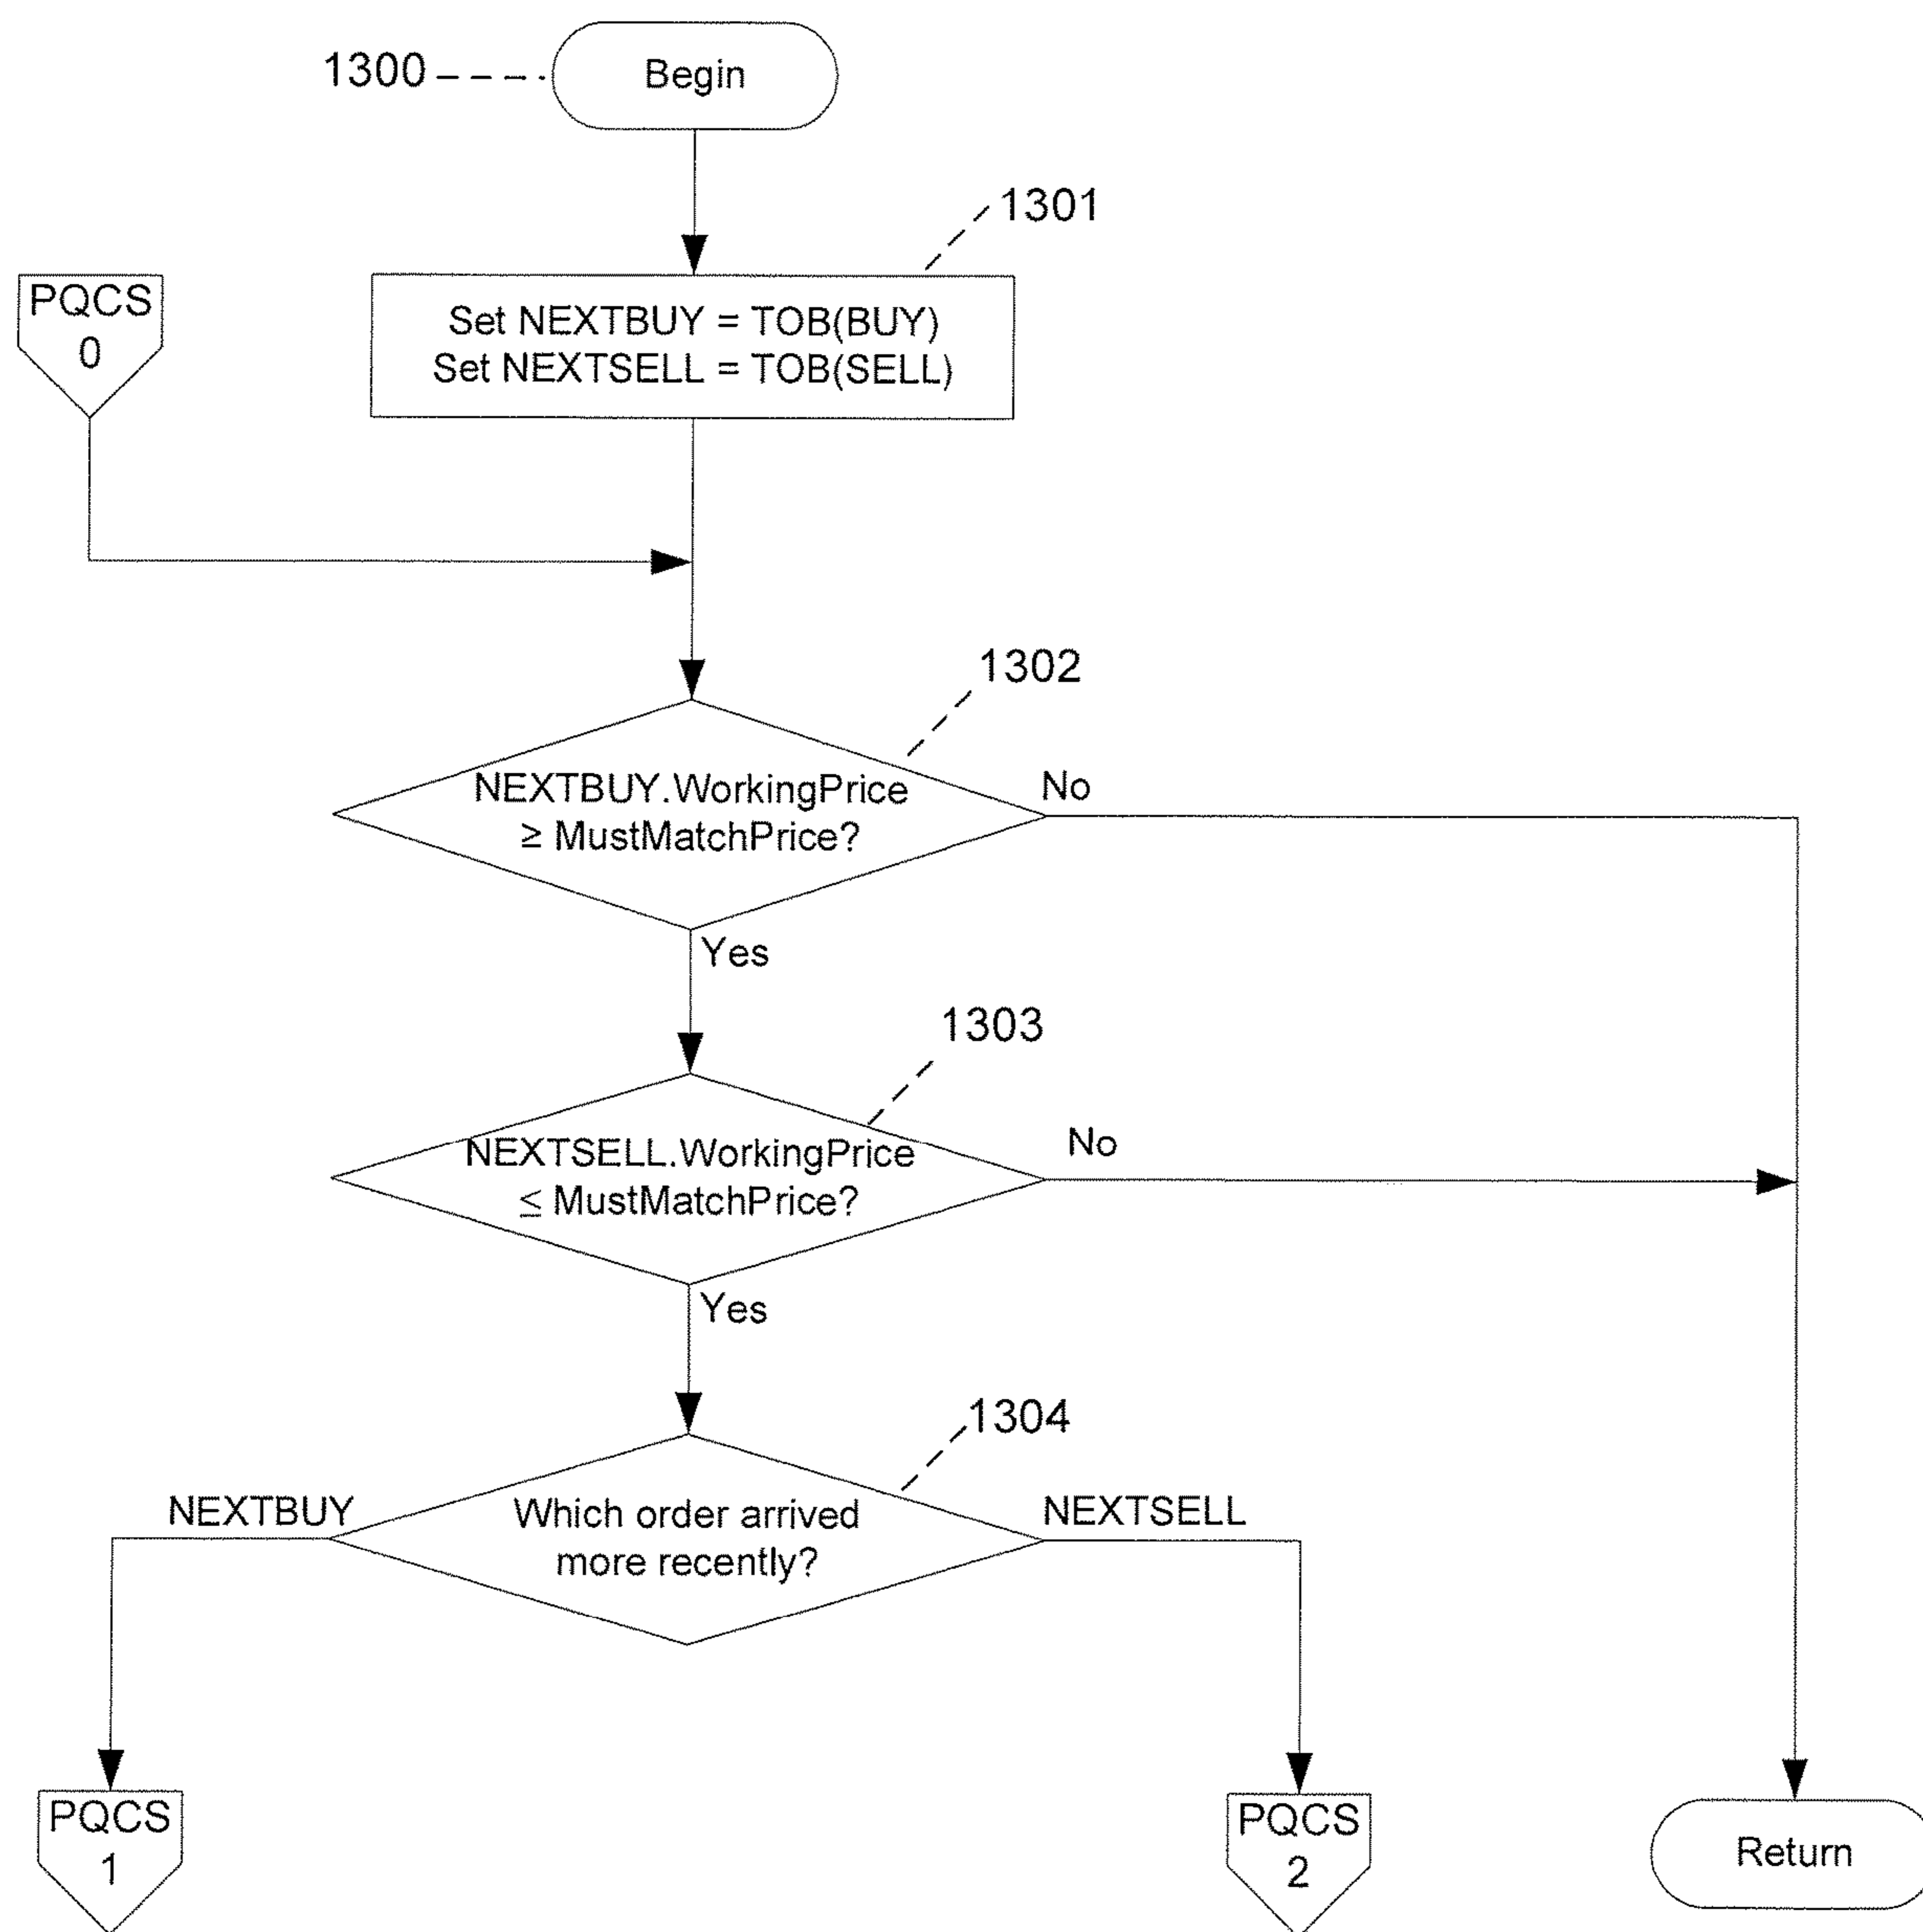 1300
Begin
1301
PQCS
0
Set NEXTBUY = TOB(BUY)
Set NEXTSELL = TOB(SELL)
1302
NEXTBUY.WorkingPrice
≥ MustMatchPrice?
No
Yes
1303
NEXTSELL.WorkingPrice
≤ MustMatchPrice?
No
Yes
1304
NEXTBUY
Which order arrived
more recently?
NEXTSELL
PQCS
1
PQCS
2
Return